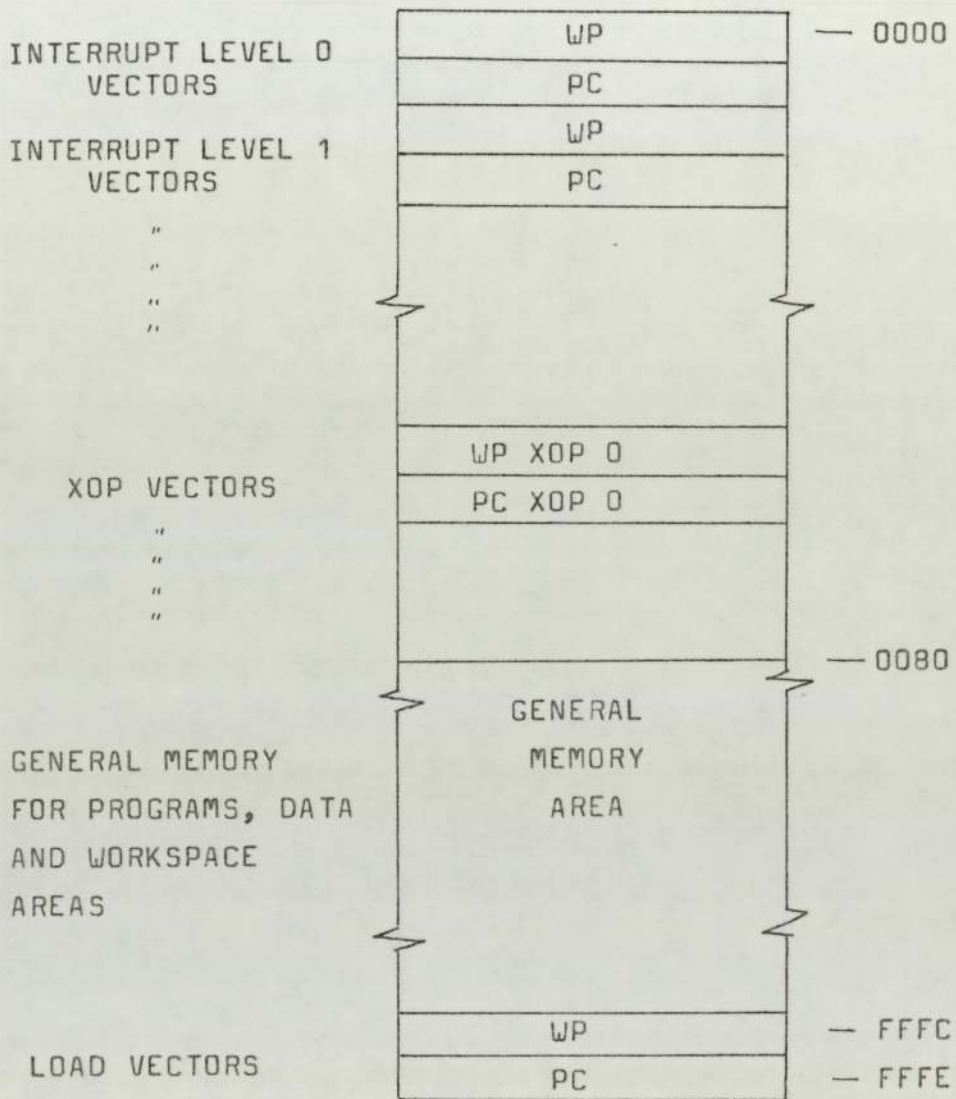 INTERRUPT LEVEL 0
VECTORS
WP
— 0000
PC
INTERRUPT LEVEL 1
VECTORS
WP
PC
"
"
"
"
XOP VECTORS
WP XOP 0
PC XOP 0
"
"
"
"
— 0080
GENERAL
MEMORY
AREA
GENERAL MEMORY
FOR PROGRAMS, DATA
AND WORKSPACE
AREAS
LOAD VECTORS
WP
— FFFC
PC
— FFFE